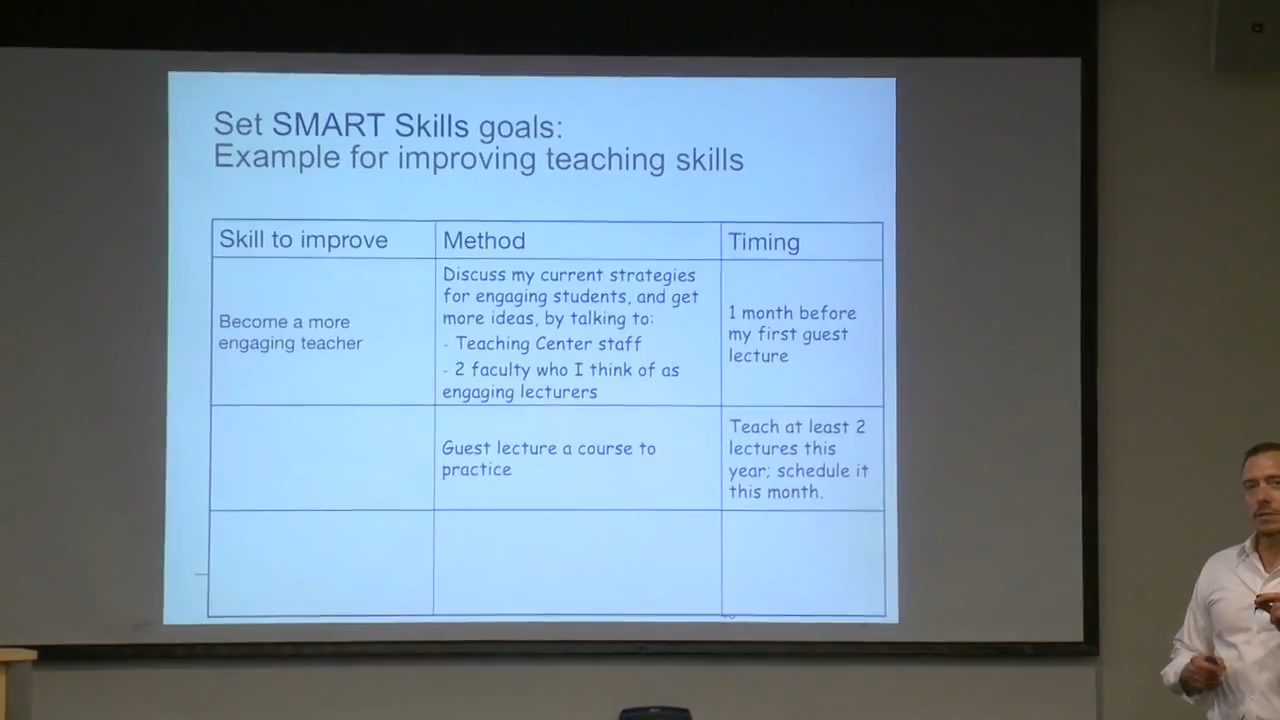 Set SMART Skills goals:
Example for improving teaching skills
Skill to improve
Method
Timing
Become a more
engaging teacher
Discuss my current strategies
for engaging students, and get
more ideas, by talking to:
- Teaching Center staff
- 2 faculty who I think of as
engaging lecturers
1 month before
my first guest
lecture
Guest lecture a course to
practice
Teach at least 2
lectures this
year; schedule it
this month.